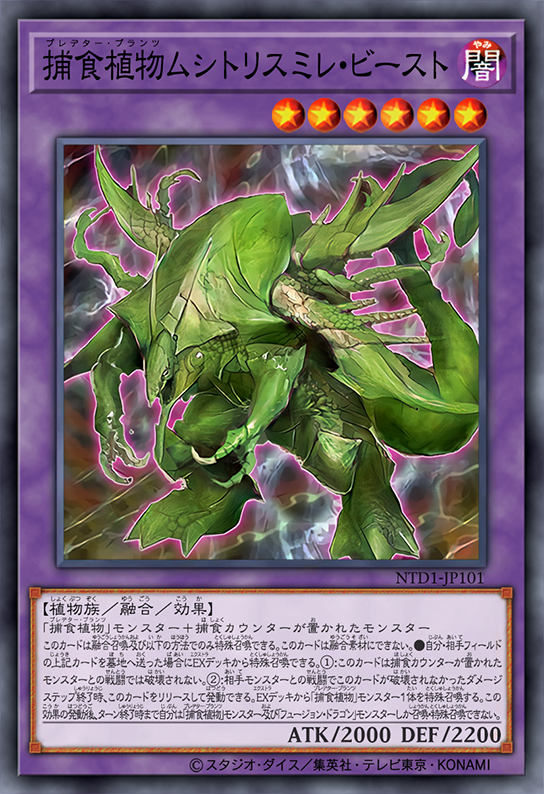 プレデター・プランツ
捕食植物ムシトリスミレ・ビースト
やみ
闇
NTD1-JP101
【植物族／融合／効果】
「捕食植物」モンスター＋捕食カウンターが置かれたモンスター
このカードは融合召喚及び以下の方法でのみ特殊召喚できる。このカードは融合素材にできない。●自分・相手フィールド
の上記カードを墓地へ送った場合にEXデッキから特殊召喚できる。①：このカードは捕食カウンターが置かれた
モンスターとの戦闘では破壊されない。②：相手モンスターとの戦闘でこのカードが破壊されなかったダメージ
ステップ終了時、このカードをリリースして発動できる。EXデッキから「捕食植物」モンスター1体を特殊召喚する。この
効果の発動後、ターン終了時まで自分は「捕食植物」モンスター及び「フュージョン・ドラゴン」モンスターしか召喚・特殊召喚できない。
ATK/2000 DEF/2200
©スタジオ・ダイス／集英社・テレビ東京・KONAMI